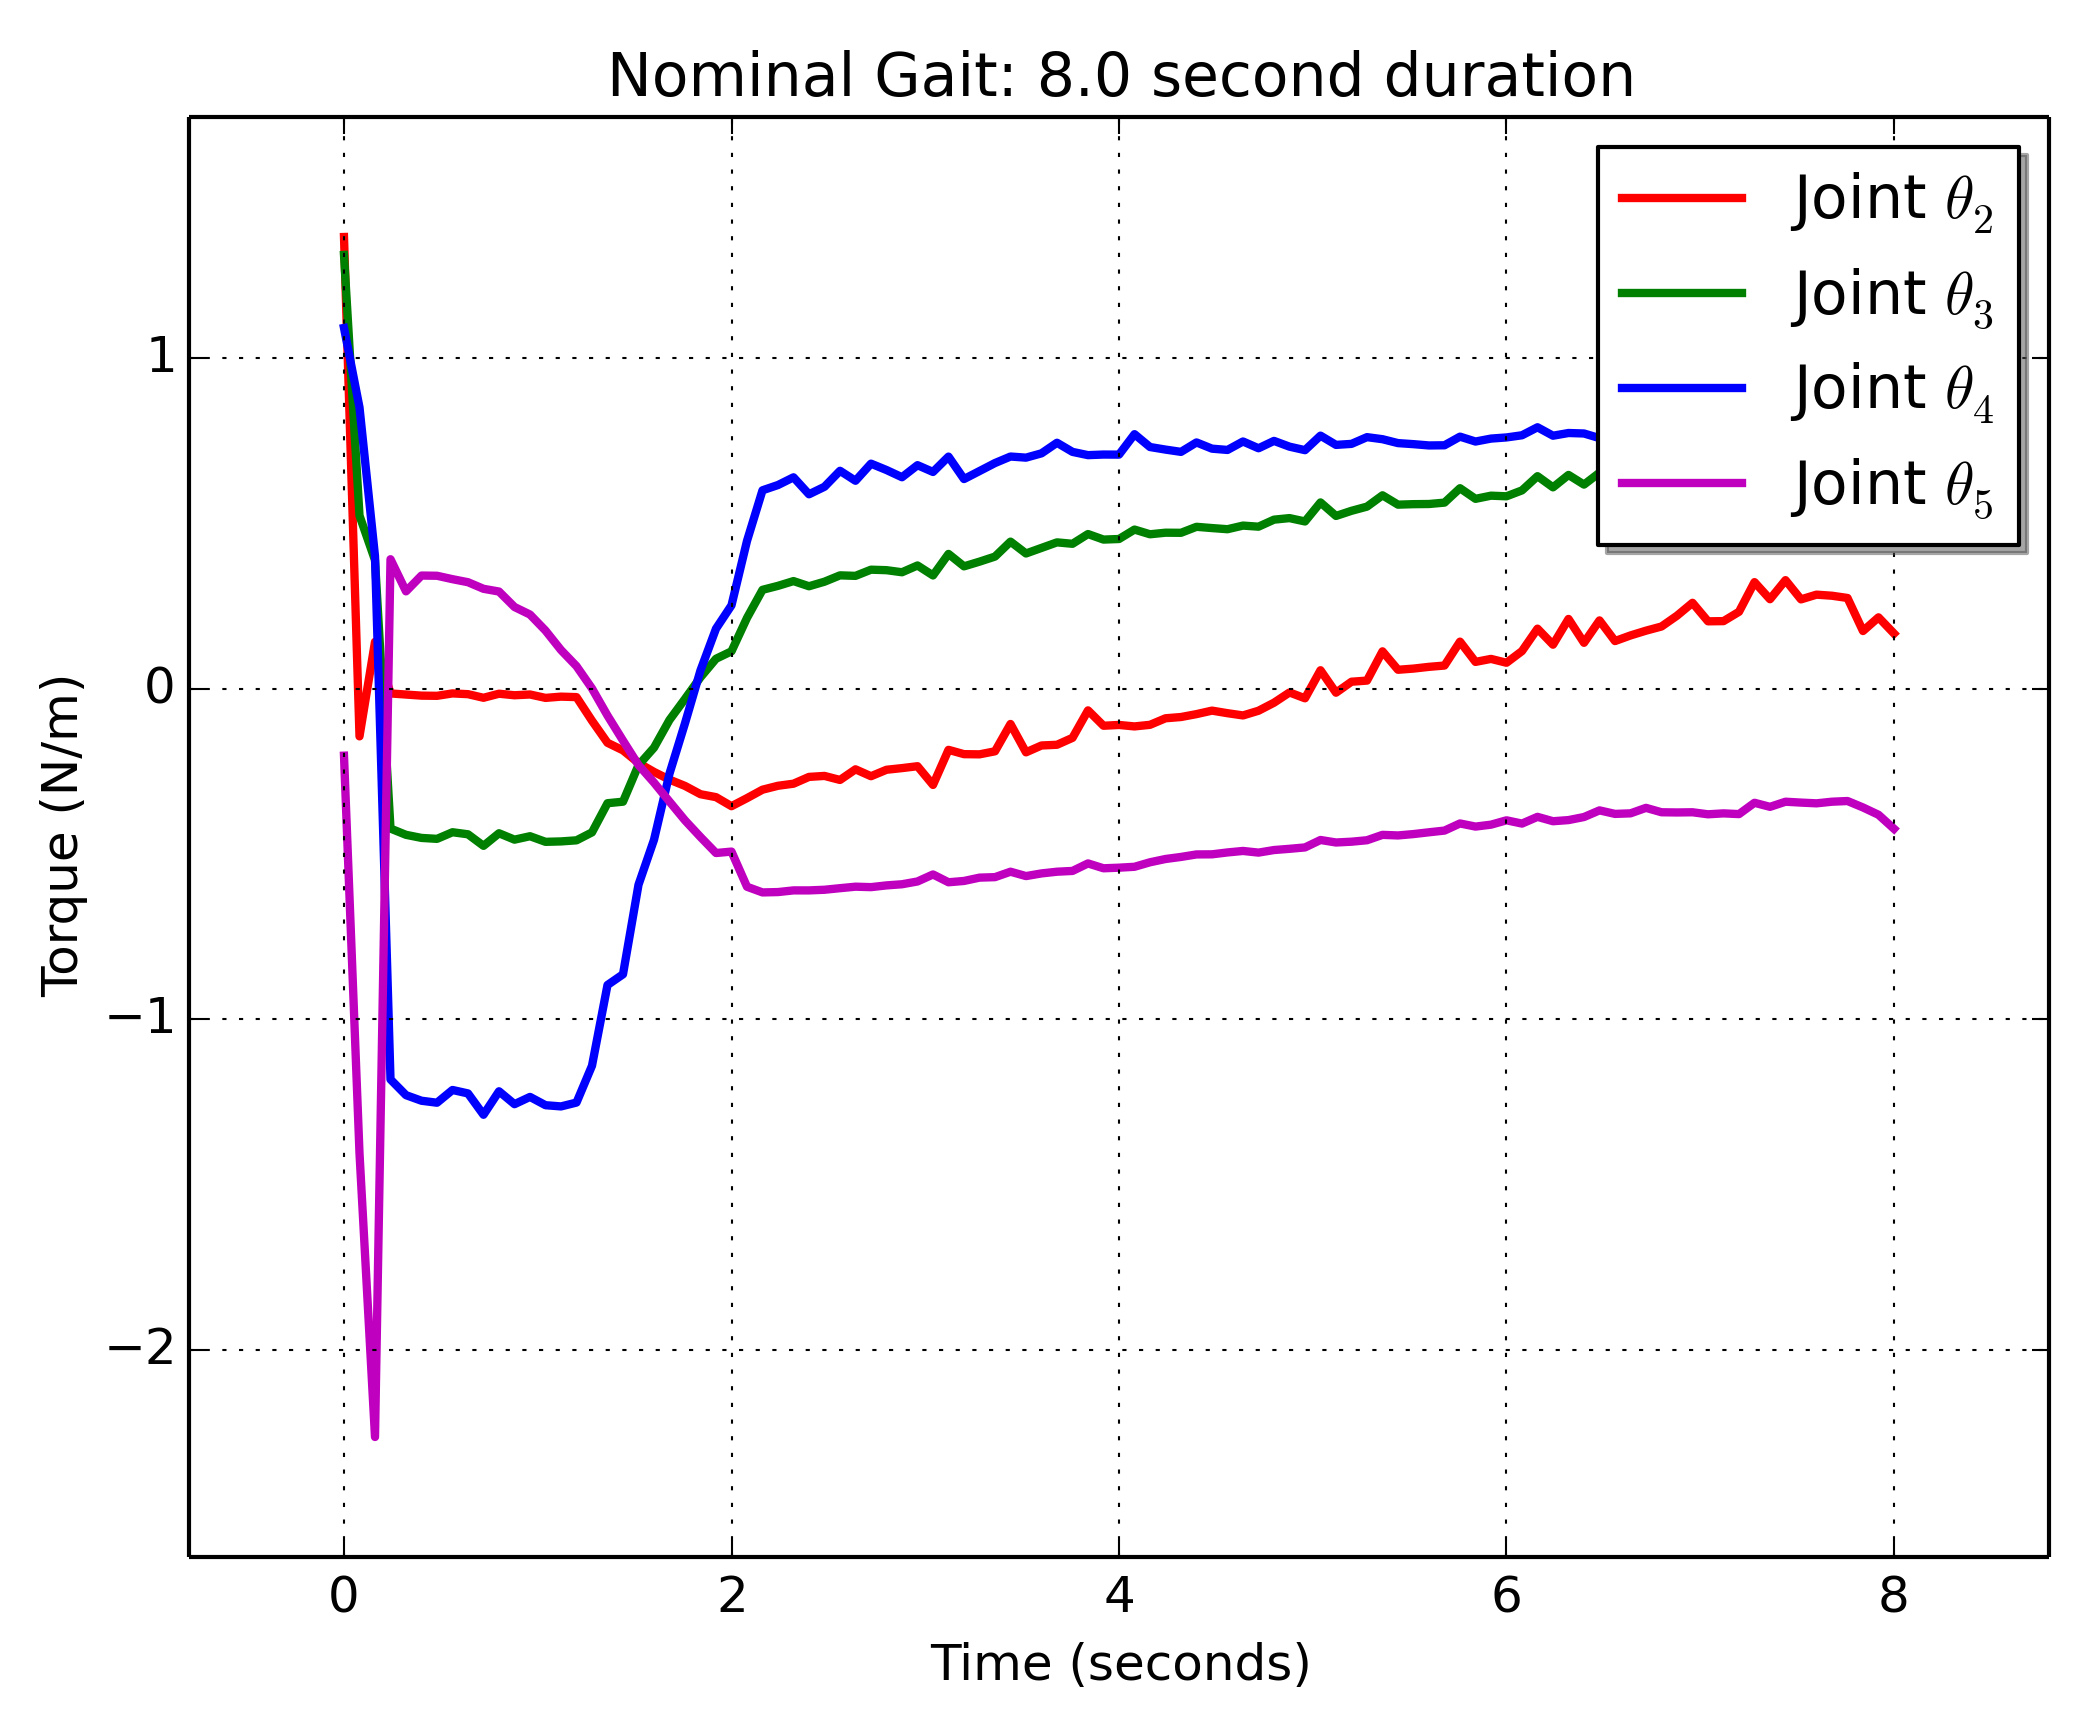 Nominal Gait: 8.0 second duration
Joint θ₂
Joint θ₃
Joint θ₄
Joint θ₅
1
0
−1
−2
Torque (N/m)
0 2 4 6 8
Time (seconds)